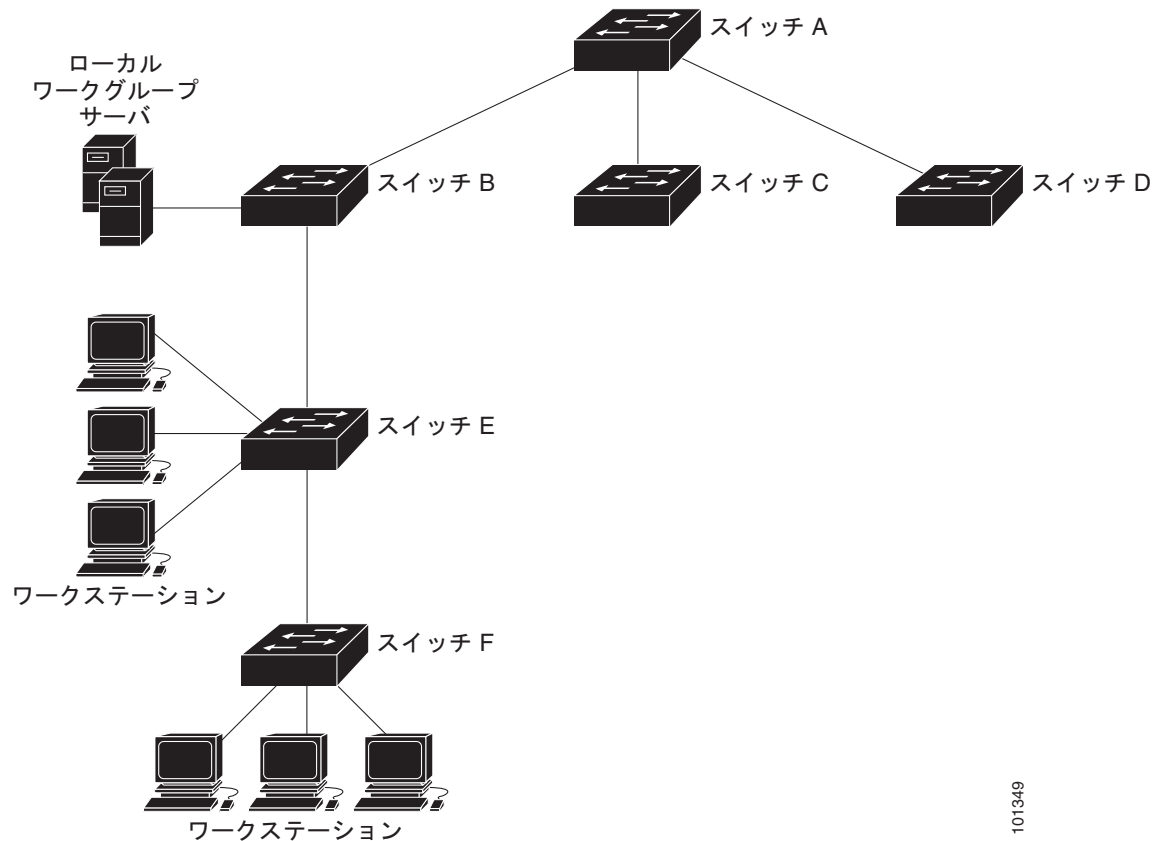 スイッチ A
ローカル
ワークグループ
サーバ
スイッチ B
スイッチ C
スイッチ D
スイッチ E
ワークステーション
スイッチ F
ワークステーション
101349